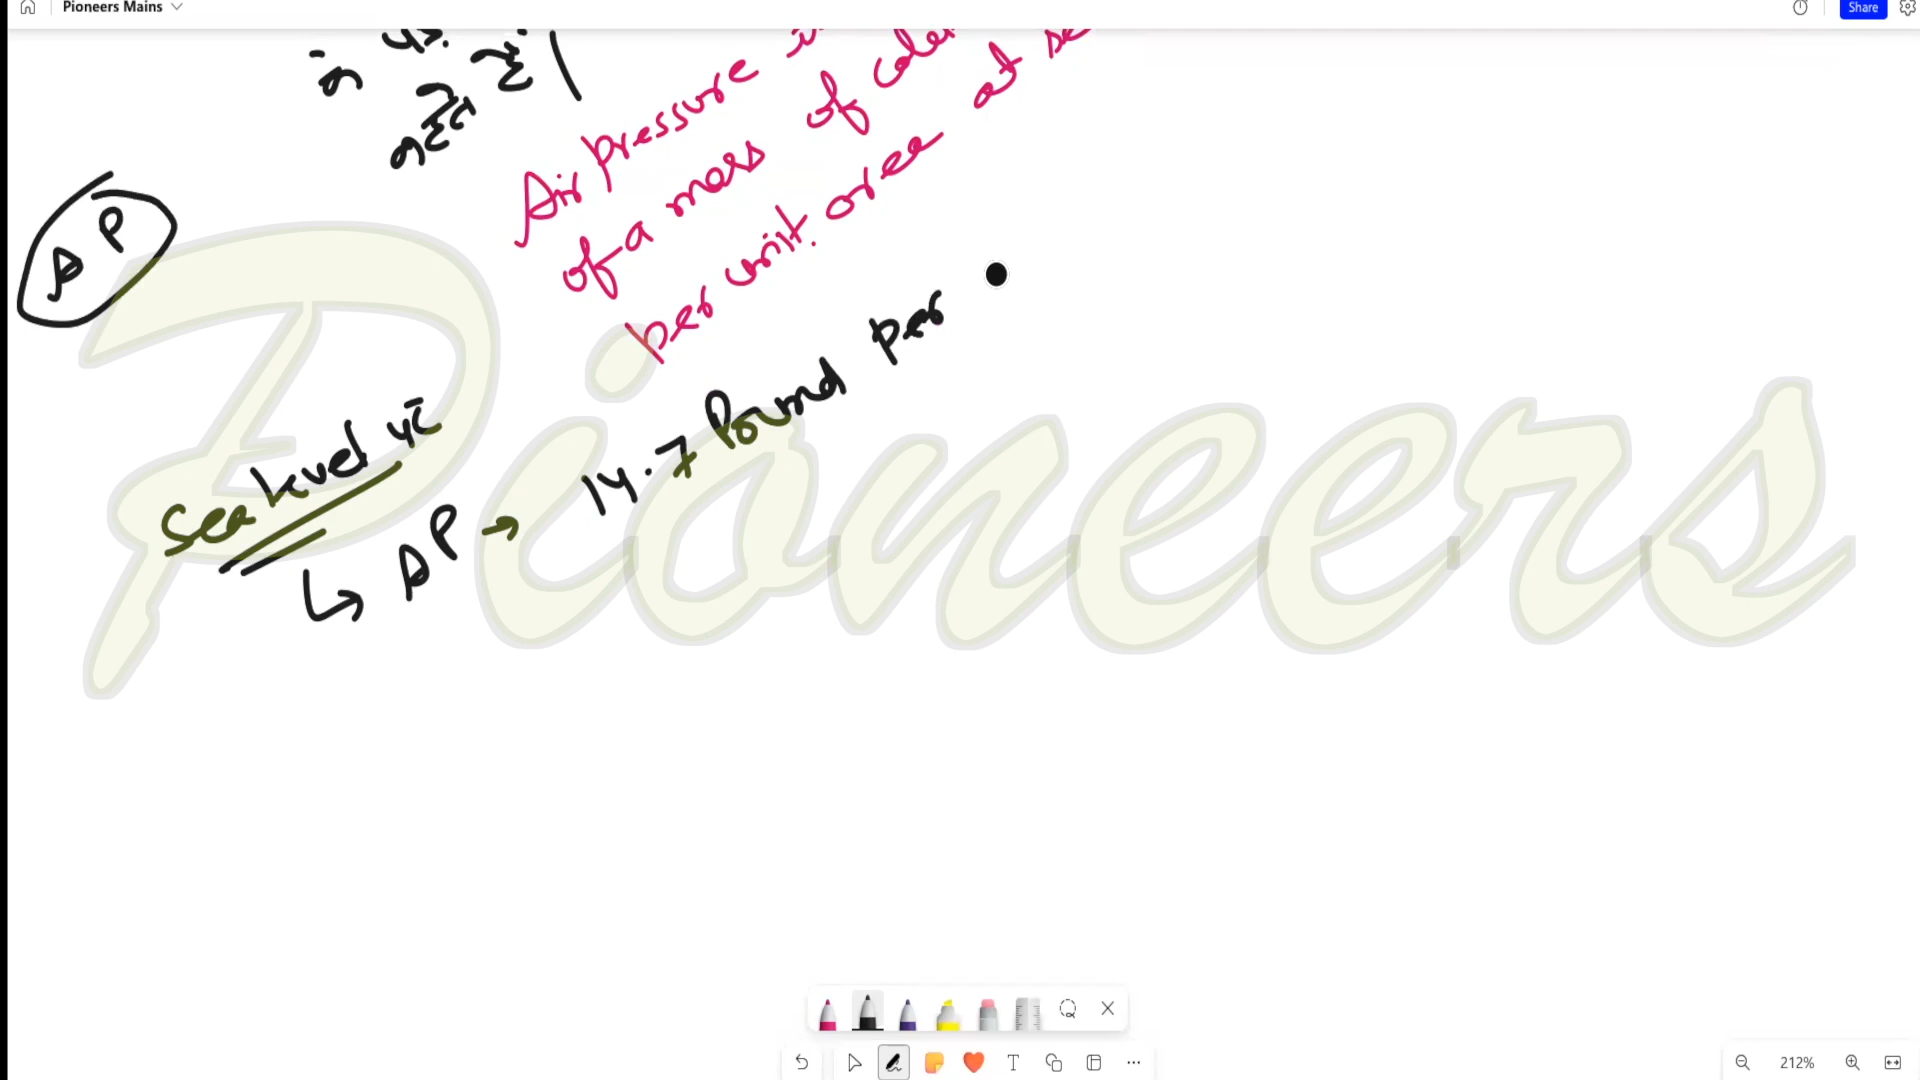 Pioneers Mains
Share
A P
Air pressure
of a mass of
per unit. area at
Sea level पर
AP → 14.7 Pound per
Pioneers
212%